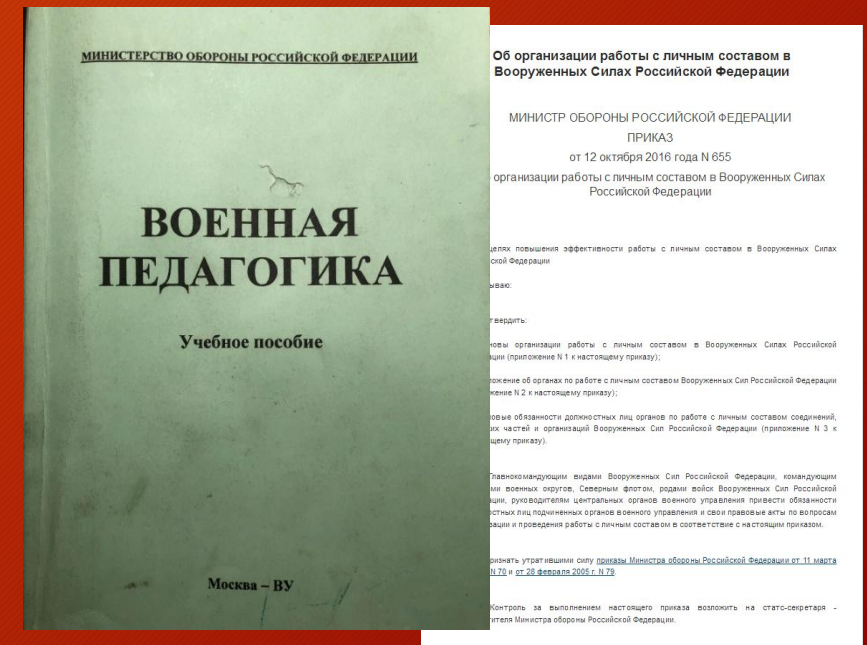 МИНИСТЕРСТВО ОБОРОНЫ РОССИЙСКОЙ ФЕДЕРАЦИИ
ВОЕННАЯ
ПЕДАГОГИКА
Учебное пособие
Москва – ВУ
Об организации работы с личным составом в
Вооруженных Силах Российской Федерации
МИНИСТР ОБОРОНЫ РОССИЙСКОЙ ФЕДЕРАЦИИ
ПРИКАЗ
от 12 октября 2016 года N 655
организации работы с личным составом в Вооруженных Силах
Российской Федерации
целях повышения эффективности работы с личным составом в Вооруженных Силах
ской Федерации
ываю:
твердить:
новы организации работы с личным составом в Вооруженных Силах Российской
ации (приложение N 1 к настоящему приказу);
ложение об органах по работе с личным составом Вооруженных Сил Российской Федерации
жение N 2 к настоящему приказу);
овые обязанности должностных лиц органов по работе с личным составом соединений,
их частей и организаций Вооруженных Сил Российской Федерации (приложение N 3 к
щему приказу).
Главнокомандующим видами Вооруженных Сил Российской Федерации, командующим
ми военных округов, Северным флотом, родами войск Вооруженных Сил Российской
ации, руководителям центральных органов военного управления привести обязанности
остных лиц подчиненных органов военного управления и свои правовые акты по вопросам
зации и проведения работы с личным составом в соответствие с настоящим приказом.
ризнать утратившими силу приказы Министра обороны Российской Федерации от 11 марта
N 70 и от 28 февраля 2005 г. N 79.
Контроль за выполнением настоящего приказа возложить на статс-секретаря -
тителя Министра обороны Российской Федерации.